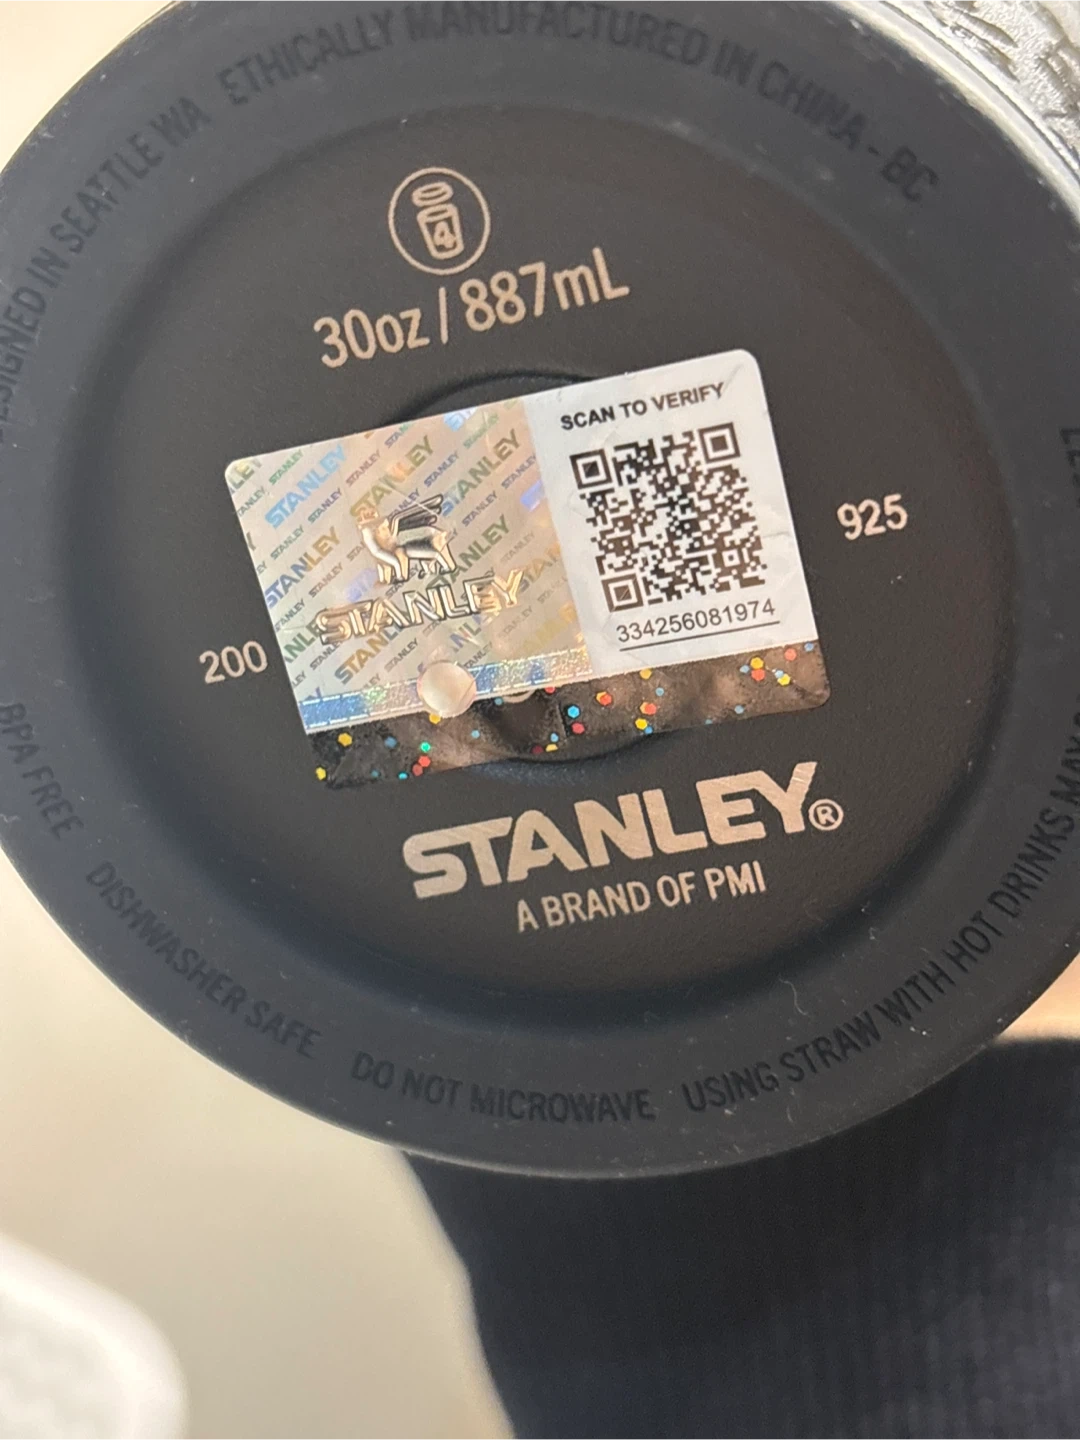 DESIGNED IN SEATTLE WA ETHICALLY MANUFACTURED IN CHINA - BC
4
30oz / 887mL
SCAN TO VERIFY
STANLEY
334256081974
925
200
STANLEY®
A BRAND OF PMI
BPA FREE DISHWASHER SAFE DO NOT MICROWAVE USING STRAW WITH HOT DRINKS MAY